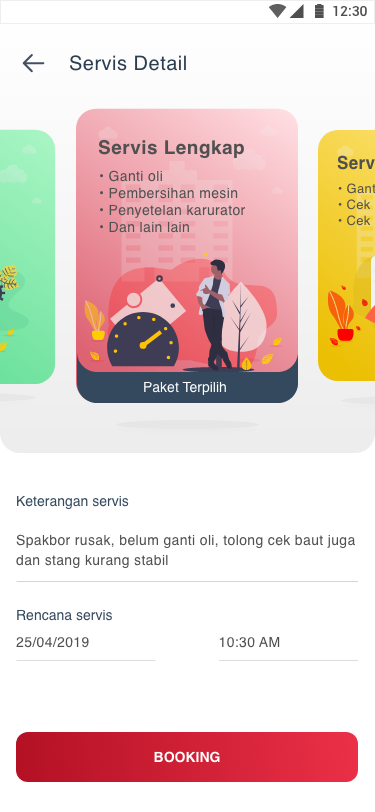 12:30
Servis Detail
Servis Lengkap
• Ganti oli
• Pembersihan mesin
• Penyetelan karurator
• Dan lain lain
Paket Terpilih
Serv
• Gant
• Cek
• Cek
Keterangan servis
Spakbor rusak, belum ganti oli, tolong cek baut juga
dan stang kurang stabil
Rencana servis
25/04/2019
10:30 AM
BOOKING